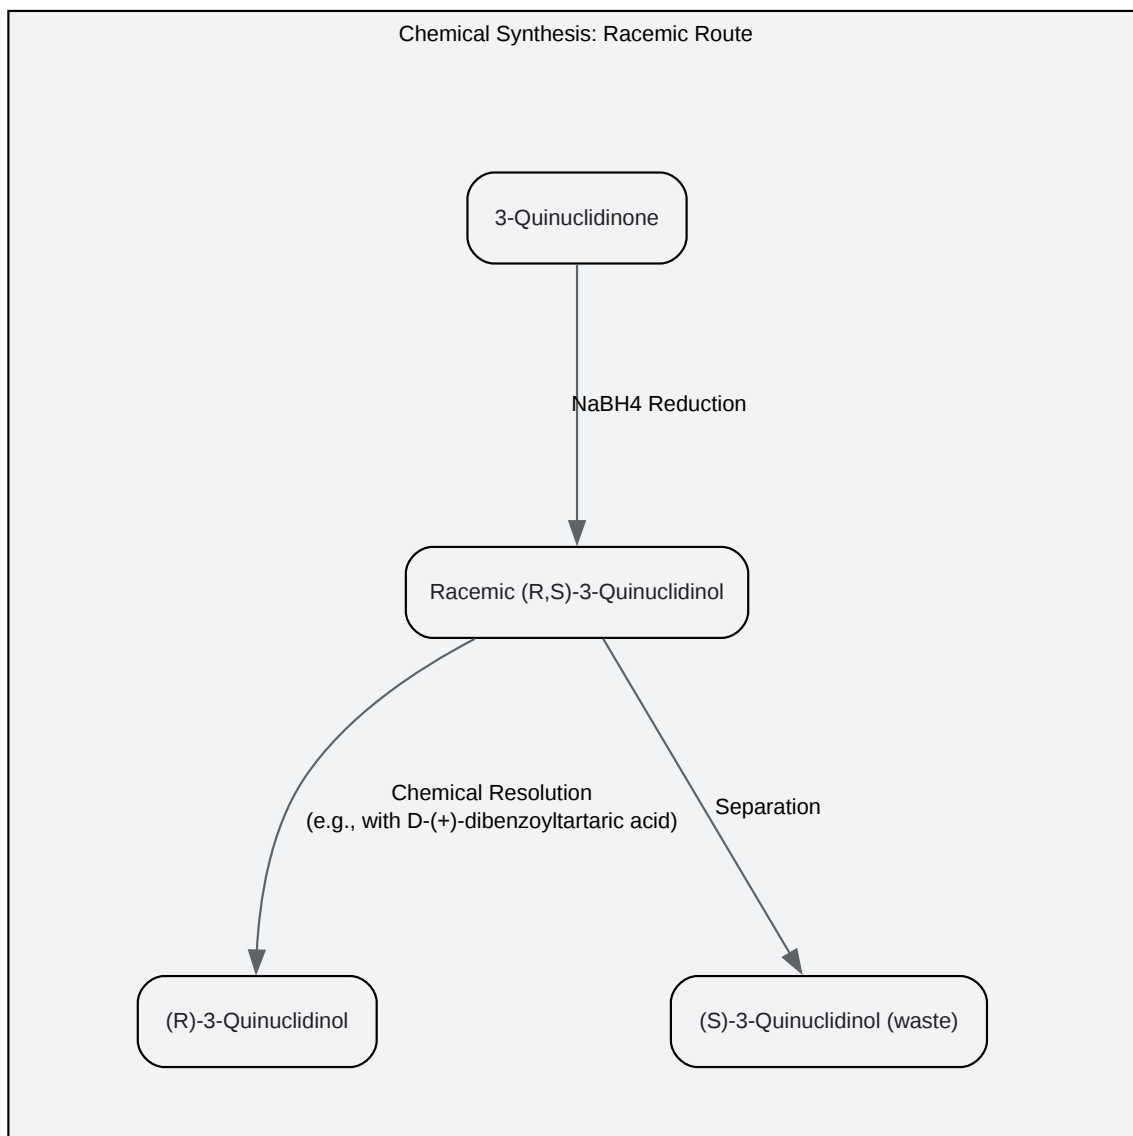 Chemical Synthesis: Racemic Route
3-Quinuclidinone
NaBH4 Reduction
Racemic (R,S)-3-Quinuclidinol
Chemical Resolution
(e.g., with D-(+)-dibenzoyltartaric acid)
Separation
(R)-3-Quinuclidinol
(S)-3-Quinuclidinol (waste)